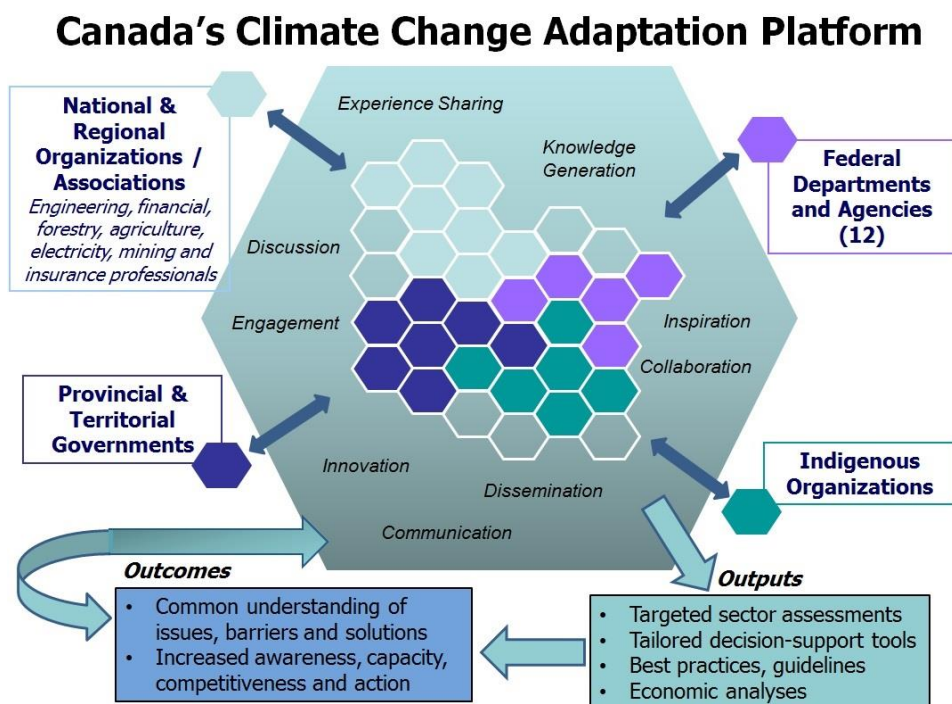 Canada's Climate Change Adaptation Platform
National &
Regional
Organizations /
Associations
Engineering, financial,
forestry, agriculture,
electricity, mining and
insurance professionals
Experience Sharing
Knowledge
Generation
Federal
Departments
and Agencies
(12)
Discussion
Engagement
Inspiration
Collaboration
Provincial &
Territorial
Governments
Innovation
Dissemination
Communication
Indigenous
Organizations
Outcomes
• Common understanding of
issues, barriers and solutions
• Increased awareness, capacity,
competitiveness and action
Outputs
• Targeted sector assessments
• Tailored decision-support tools
• Best practices, guidelines
• Economic analyses